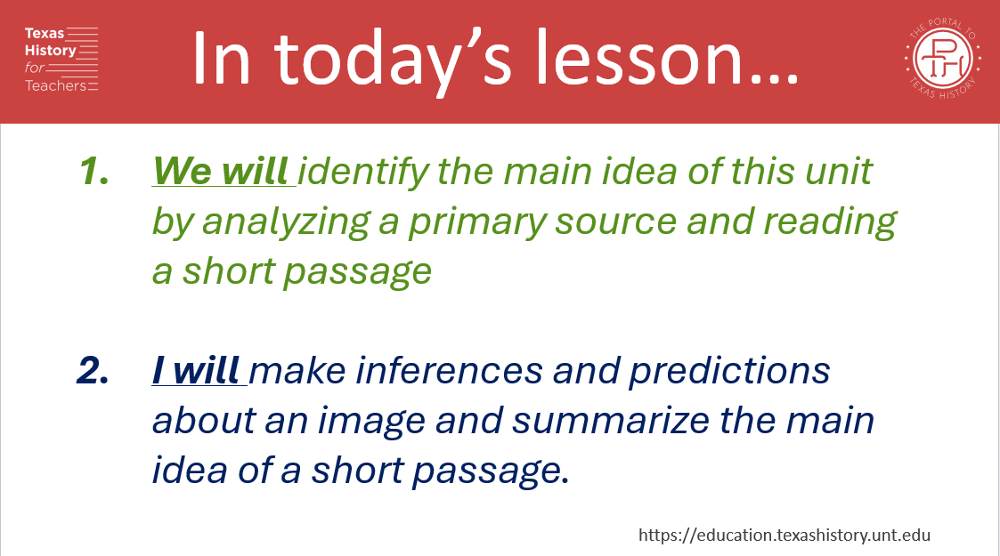 Texas
History
for
Teachers
In today’s lesson…
THE PORTAL TO
PTH
TEXAS HISTORY
1. We will identify the main idea of this unit
by analyzing a primary source and reading
a short passage
2. I will make inferences and predictions
about an image and summarize the main
idea of a short passage.
https://education.texashistory.unt.edu